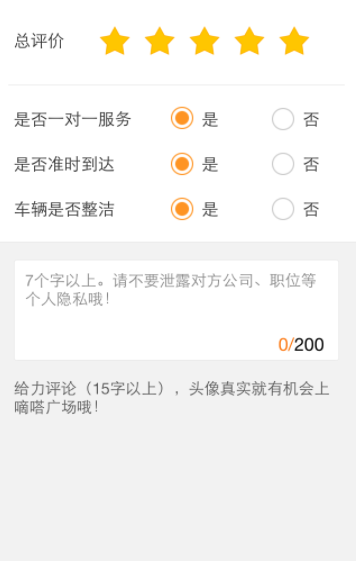 总评价
是否一对一服务 是 否
是否准时到达 是 否
车辆是否整洁 是 否
7个字以上。请不要泄露对方公司、职位等
个人隐私哦！
0/200
给力评论（15字以上），头像真实就有机会上
嘀嗒广场哦！